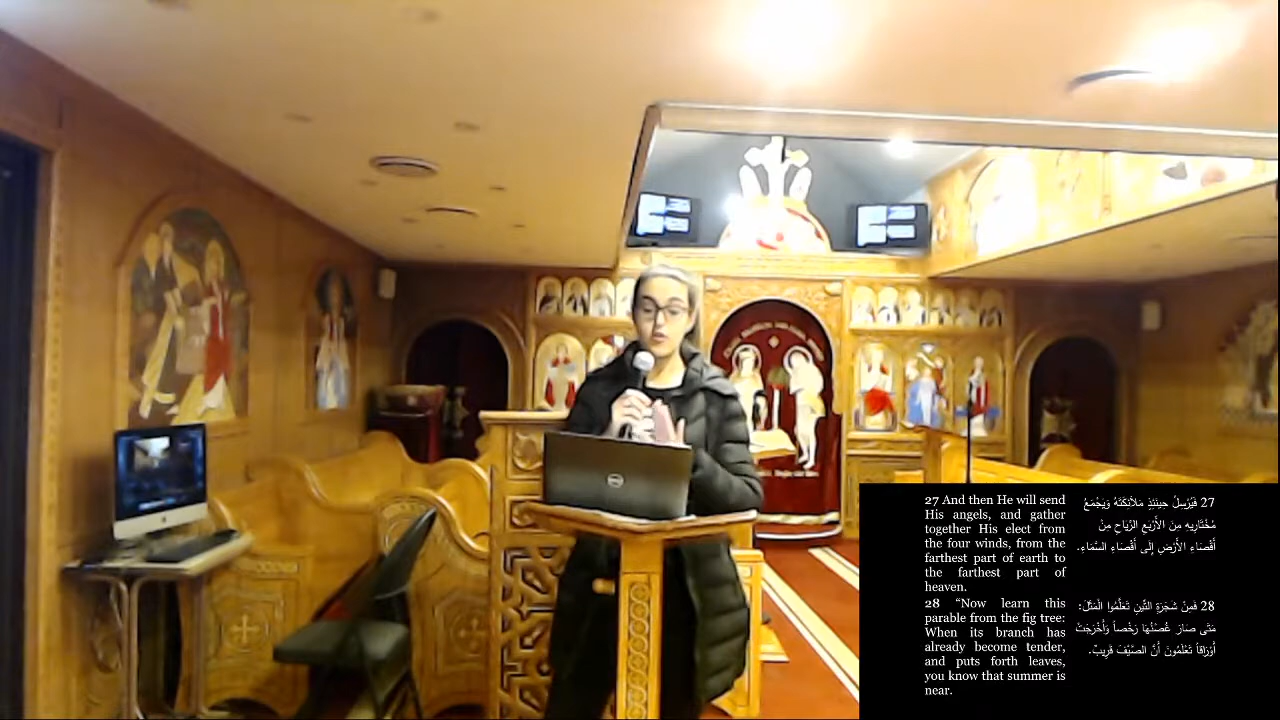 27 And then He will send
His angels, and gather
together His elect from
the four winds, from the
farthest part of earth to
the farthest part of
heaven.
28 “Now learn this
parable from the fig tree:
When its branch has
already become tender,
and puts forth leaves,
you know that summer is
near.
27 فَيُرْسِلُ حِينَئِذٍ مَلاَئِكَتَهُ وَيَجْمَعُ
مُخْتَارِيهِ مِنَ الأَرْبَعِ الرِّيَاحِ مِنْ
أَقْصَاءِ الأَرْضِ إِلَى أَقْصَاءِ السَّمَاءِ.
28 فَمِنْ شَجَرَةِ التِّينِ تَعَلَّمُوا الْمَثَلَ:
مَتَى صَارَ غُصْنُهَا رَخْصاً وَأَخْرَجَتْ
أَوْرَاقاً تَعْلَمُونَ أَنَّ الصَّيْفَ قَرِيبٌ.
DELL